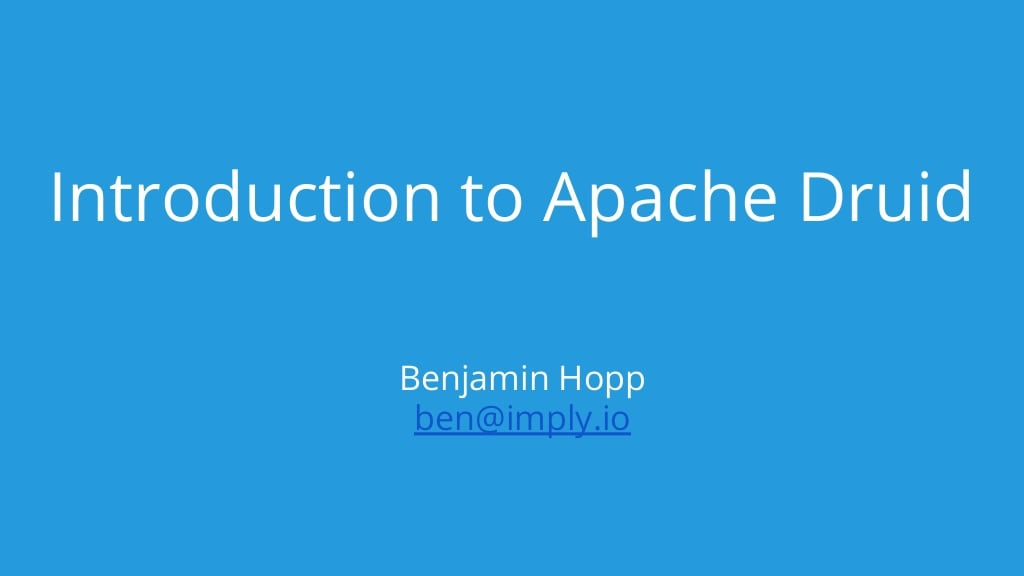 Introduction to Apache Druid
Benjamin Hopp
ben@imply.io